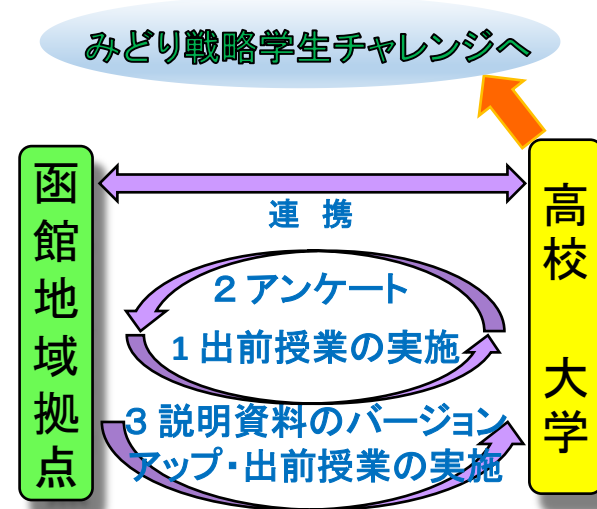 みどり戦略学生チャレンジへ
函館地域拠点
連 携
高校 大学
2 アンケート
1 出前授業の実施
3 説明資料のバージョン
アップ・出前授業の実施